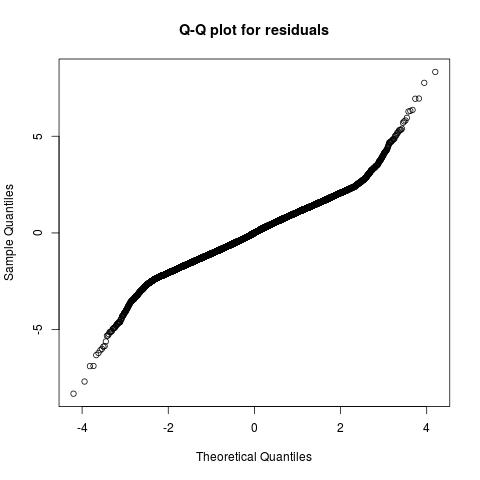 Q-Q plot for residuals
5
0
-5
Sample Quantiles
-4 -2 0 2 4
Theoretical Quantiles